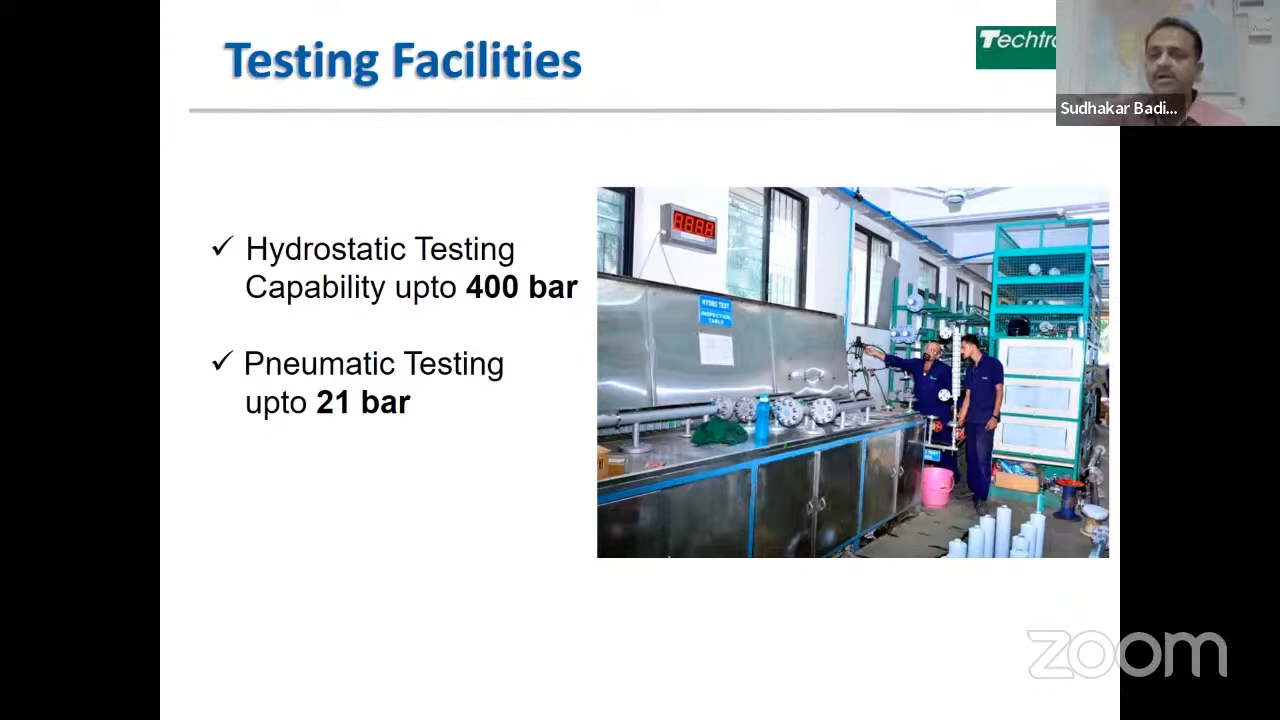 Testing Facilities
Techtr
Sudhakar Badi...
✓ Hydrostatic Testing
Capability upto 400 bar
✓ Pneumatic Testing
upto 21 bar
8888
HYDRO TEST
INSPECTION
TABLE
zoom